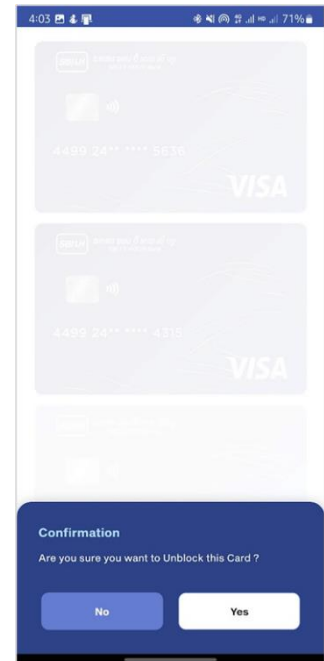 4:03 71%
4499 24** **** 5636
VISA
4499 24** **** 4315
VISA
Confirmation
Are you sure you want to Unblock this Card ?
No Yes